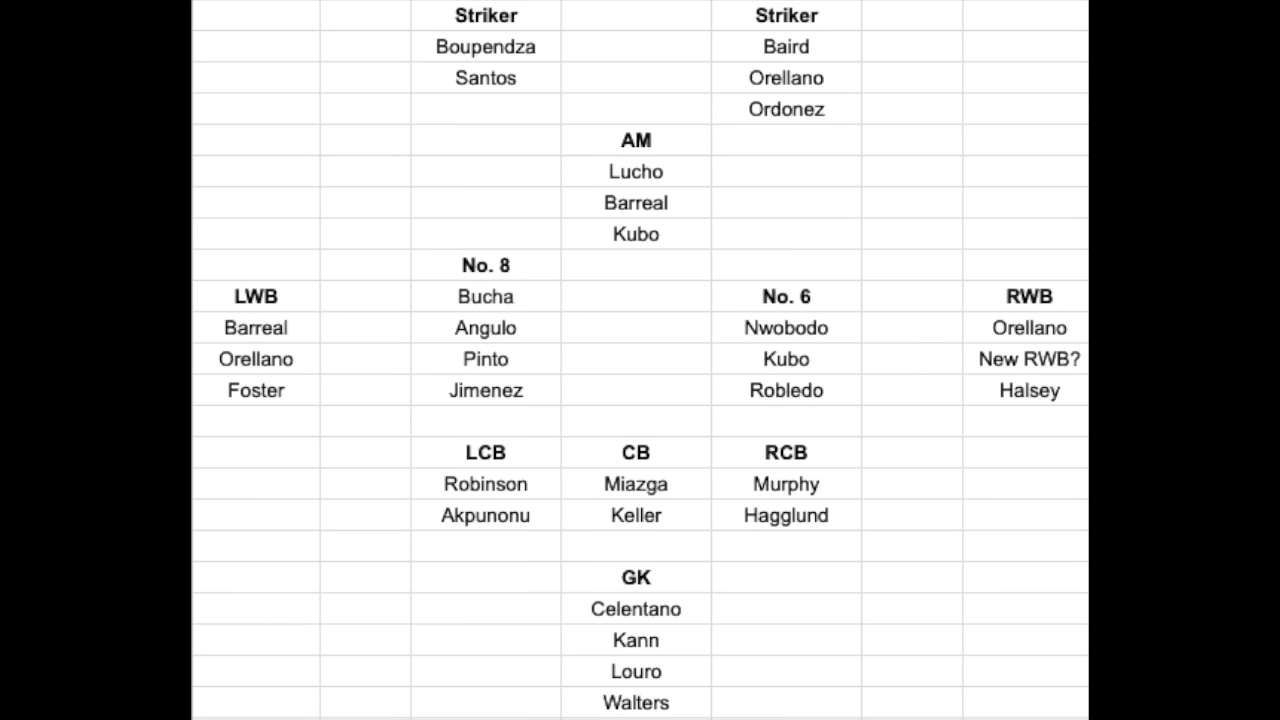 Striker Striker
Boupendza Baird
Santos Orellano
Ordonez
AM
Lucho
Barreal
Kubo
No. 8
LWB Bucha No. 6 RWB
Barreal Angulo Nwobodo Orellano
Orellano Pinto Kubo New RWB?
Foster Jimenez Robledo Halsey
LCB CB RCB
Robinson Miazga Murphy
Akpunonu Keller Hagglund
GK
Celentano
Kann
Louro
Walters